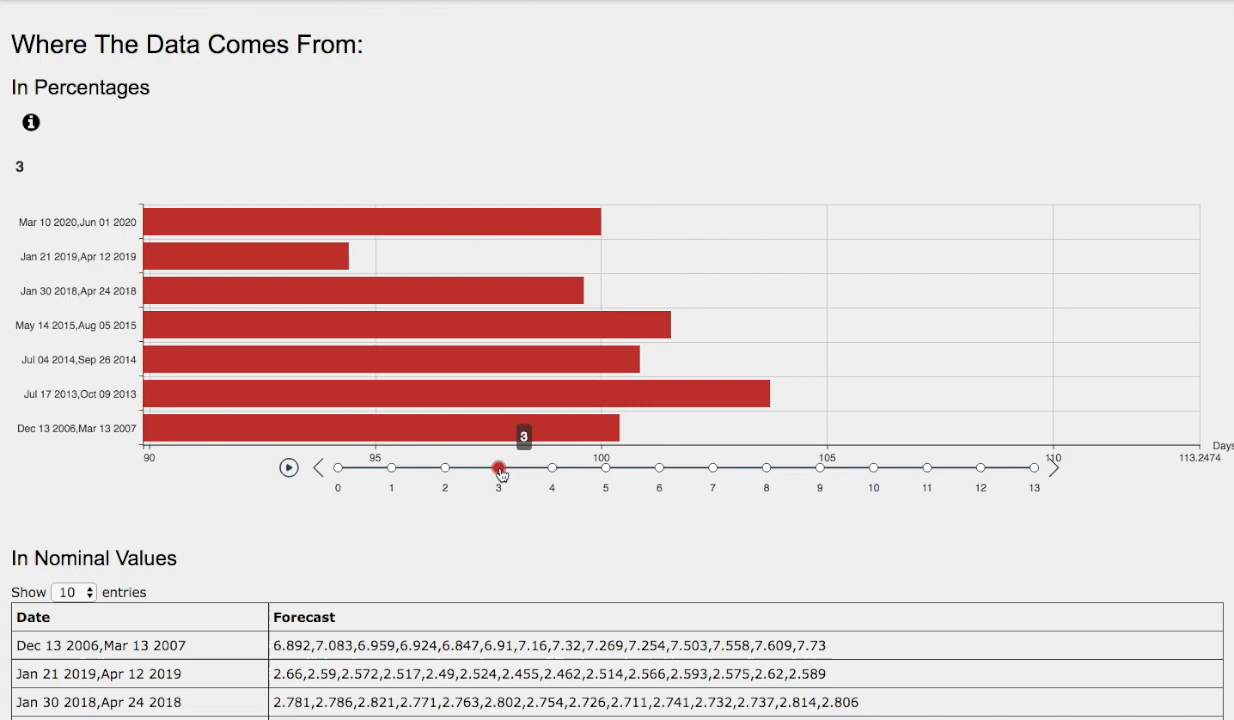 Where The Data Comes From:
In Percentages
3
Mar 10 2020,Jun 01 2020
Jan 21 2019,Apr 12 2019
Jan 30 2018,Apr 24 2018
May 14 2015,Aug 05 2015
Jul 04 2014,Sep 26 2014
Jul 17 2013,Oct 09 2013
Dec 13 2006,Mar 13 2007
3
Days
90 95 100 105 110 113.2474
0 1 2 3 4 5 6 7 8 9 10 11 12 13
In Nominal Values
Show 10 entries
Date Forecast
Dec 13 2006,Mar 13 2007 6.892,7.083,6.959,6.924,6.847,6.91,7.16,7.32,7.269,7.254,7.503,7.558,7.609,7.73
Jan 21 2019,Apr 12 2019 2.66,2.59,2.572,2.517,2.49,2.524,2.455,2.462,2.514,2.566,2.593,2.575,2.62,2.589
Jan 30 2018,Apr 24 2018 2.781,2.786,2.821,2.771,2.763,2.802,2.754,2.726,2.711,2.741,2.732,2.737,2.814,2.806